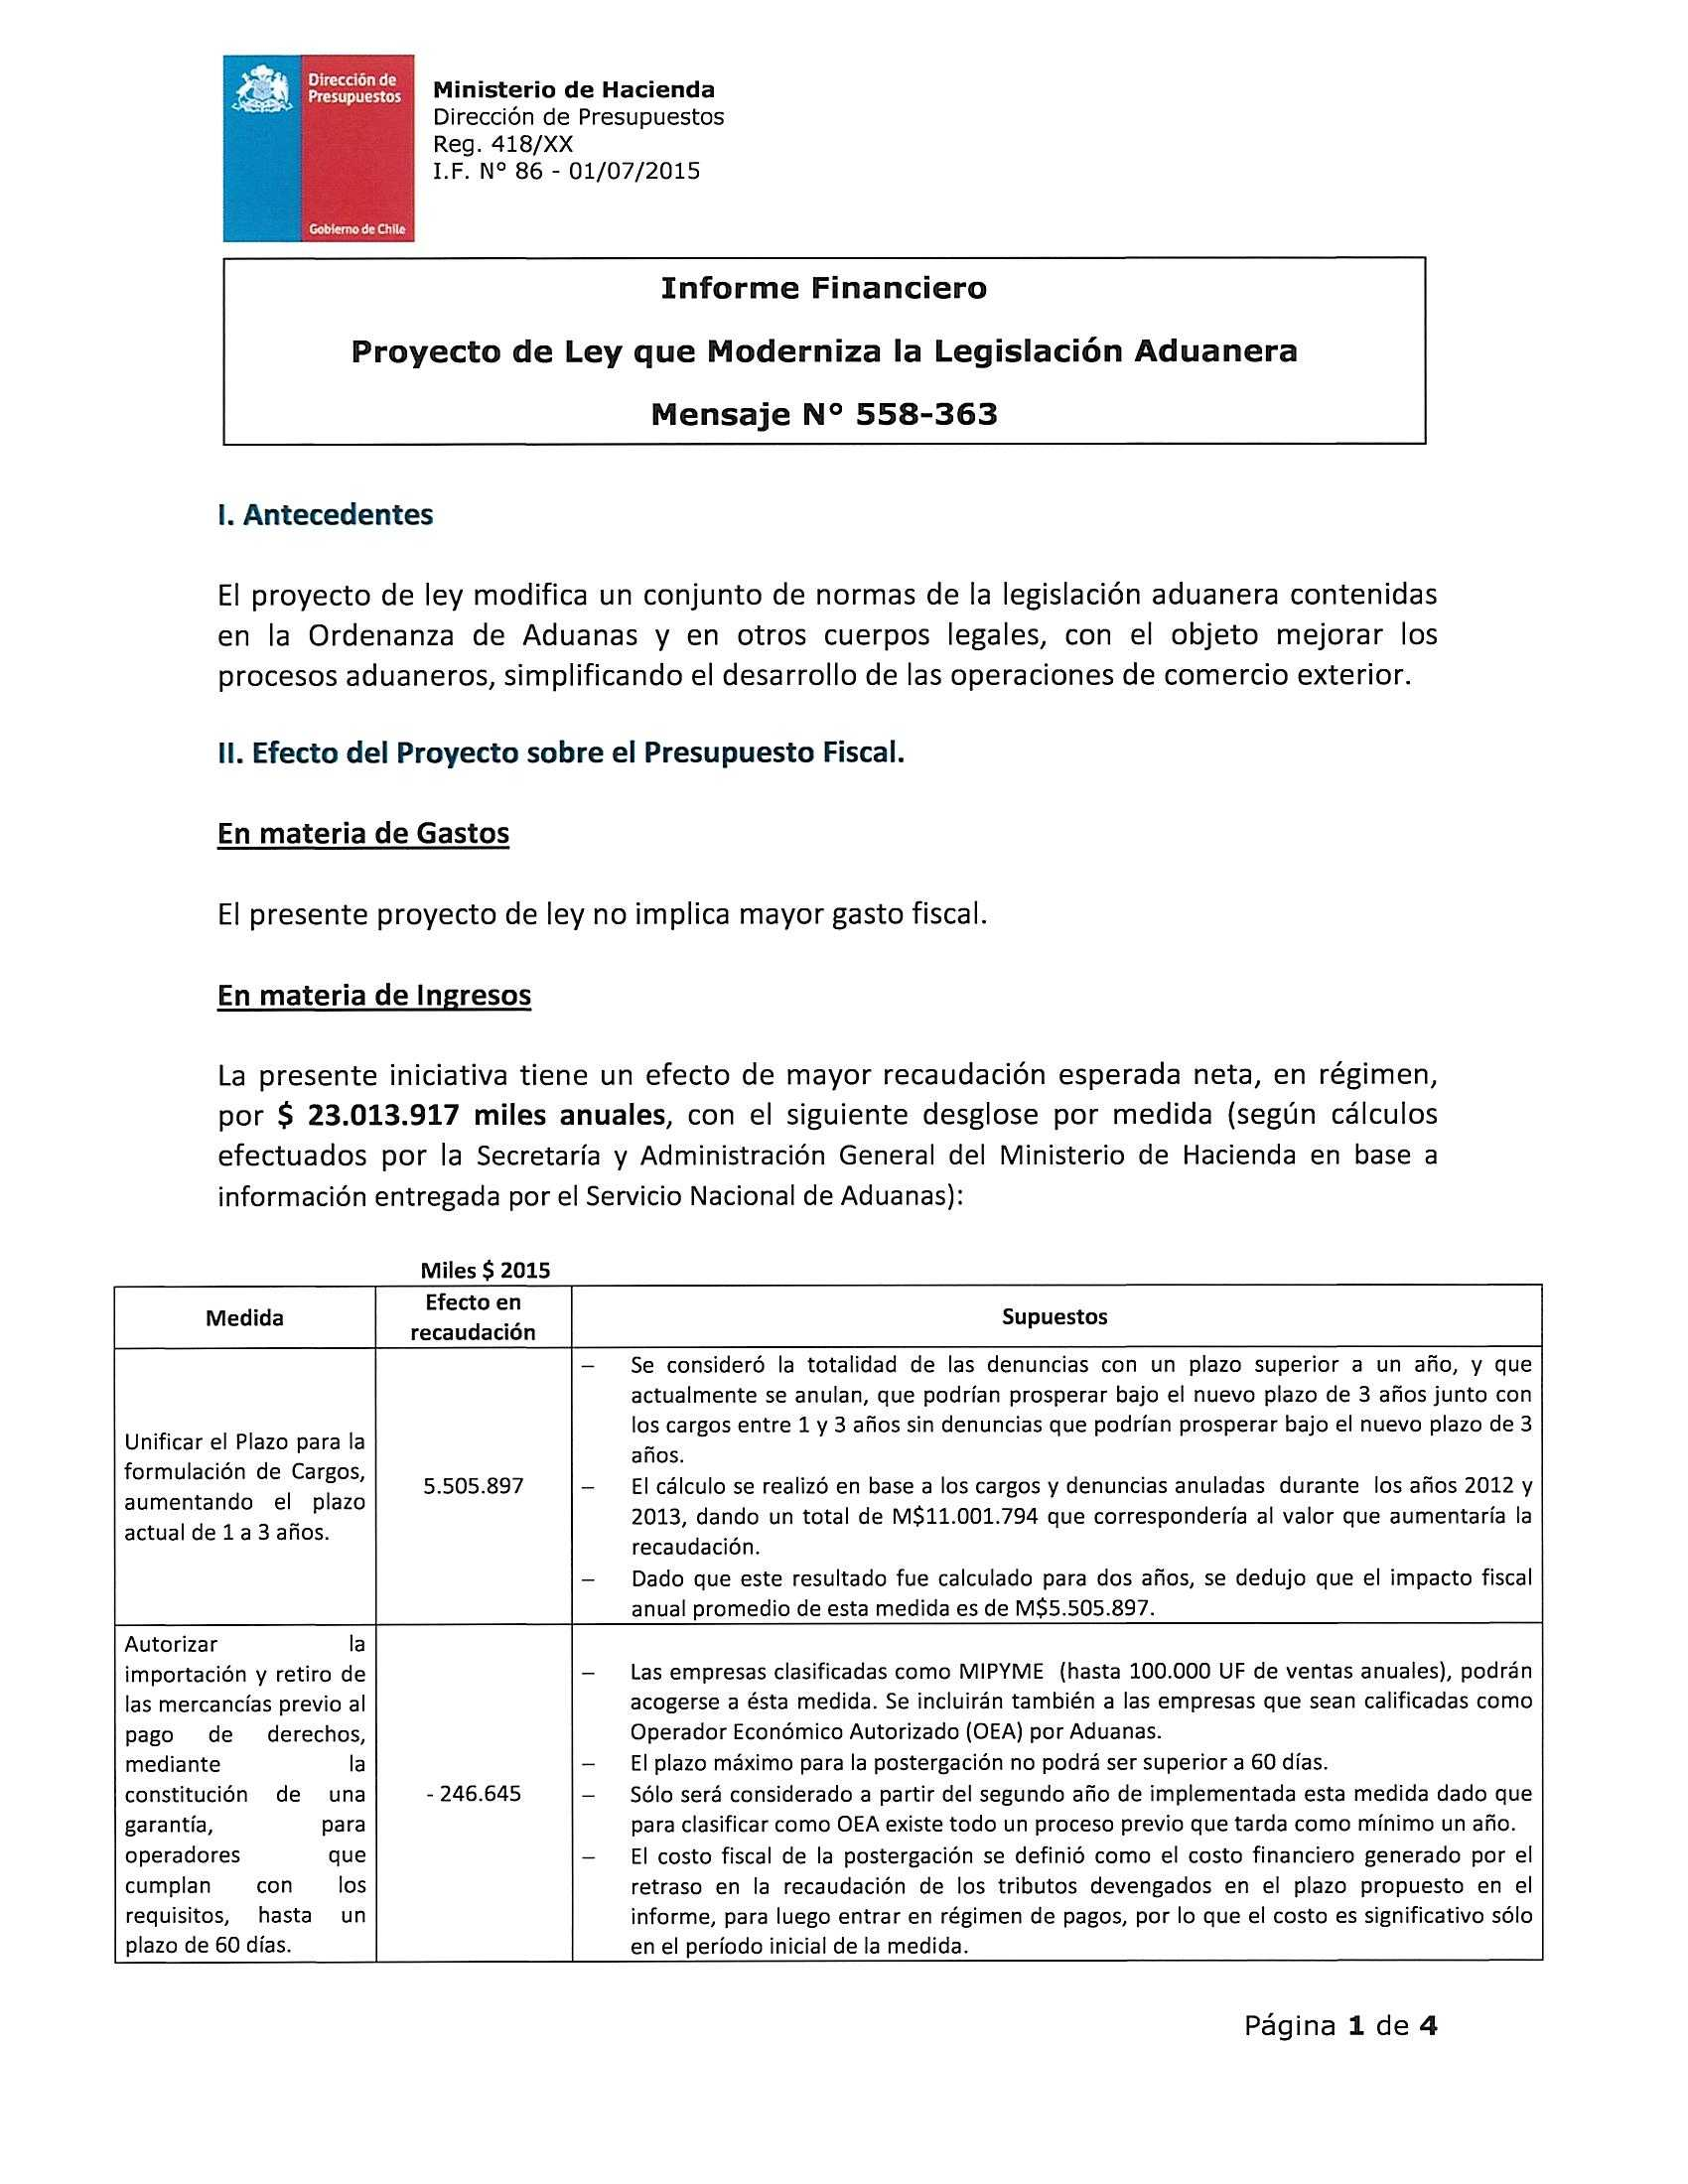 Dirección de
Presupuestos
Gobierno de Chile
Ministerio de Hacienda
Dirección de Presupuestos
Reg. 418/XX
I.F. N° 86 - 01/07/2015
Informe Financiero
Proyecto de Ley que Moderniza la Legislación Aduanera
Mensaje N° 558-363
I. Antecedentes
El proyecto de ley modifica un conjunto de normas de la legislación aduanera contenidas
en la Ordenanza de Aduanas y en otros cuerpos legales, con el objeto mejorar los
procesos aduaneros, simplificando el desarrollo de las operaciones de comercio exterior.
II. Efecto del Proyecto sobre el Presupuesto Fiscal.
En materia de Gastos
El presente proyecto de ley no implica mayor gasto fiscal.
En materia de Ingresos
La presente iniciativa tiene un efecto de mayor recaudación esperada neta, en régimen,
por $ 23.013.917 miles anuales, con el siguiente desglose por medida (según cálculos
efectuados por la Secretaría y Administración General del Ministerio de Hacienda en base a
información entregada por el Servicio Nacional de Aduanas):
Miles $ 2015
Medida
Efecto en
recaudación
Supuestos
Unificar el Plazo para la
formulación de Cargos,
aumentando el plazo
actual de 1 a 3 años.
5.505.897
– Se consideró la totalidad de las denuncias con un plazo superior a un año, y que
actualmente se anulan, que podrían prosperar bajo el nuevo plazo de 3 años junto con
los cargos entre 1 y 3 años sin denuncias que podrían prosperar bajo el nuevo plazo de 3
años.
– El cálculo se realizó en base a los cargos y denuncias anuladas durante los años 2012 y
2013, dando un total de M$11.001.794 que correspondería al valor que aumentaría la
recaudación.
– Dado que este resultado fue calculado para dos años, se dedujo que el impacto fiscal
anual promedio de esta medida es de M$5.505.897.
Autorizar la
importación y retiro de
las mercancías previo al
pago de derechos,
mediante la
constitución de una
garantía, para
operadores que
cumplan con los
requisitos, hasta un
plazo de 60 días.
- 246.645
– Las empresas clasificadas como MIPYME (hasta 100.000 UF de ventas anuales), podrán
acogerse a ésta medida. Se incluirán también a las empresas que sean calificadas como
Operador Económico Autorizado (OEA) por Aduanas.
– El plazo máximo para la postergación no podrá ser superior a 60 días.
– Sólo será considerado a partir del segundo año de implementada esta medida dado que
para clasificar como OEA existe todo un proceso previo que tarda como mínimo un año.
– El costo fiscal de la postergación se definió como el costo financiero generado por el
retraso en la recaudación de los tributos devengados en el plazo propuesto en el
informe, para luego entrar en régimen de pagos, por lo que el costo es significativo sólo
en el período inicial de la medida.
Página 1 de 4